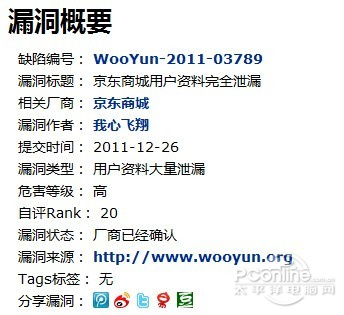 漏洞概要
缺陷编号： WooYun-2011-03789
漏洞标题： 京东商城用户资料完全泄漏
相关厂商： 京东商城
漏洞作者： 我心飞翔
提交时间： 2011-12-26
漏洞类型： 用户资料大量泄漏
危害等级： 高
自评Rank： 20
漏洞状态： 厂商已经确认
漏洞来源： http://www.wooyun.org
Tags标签： 无
分享漏洞：
PConline.com.cn
太平洋电脑网